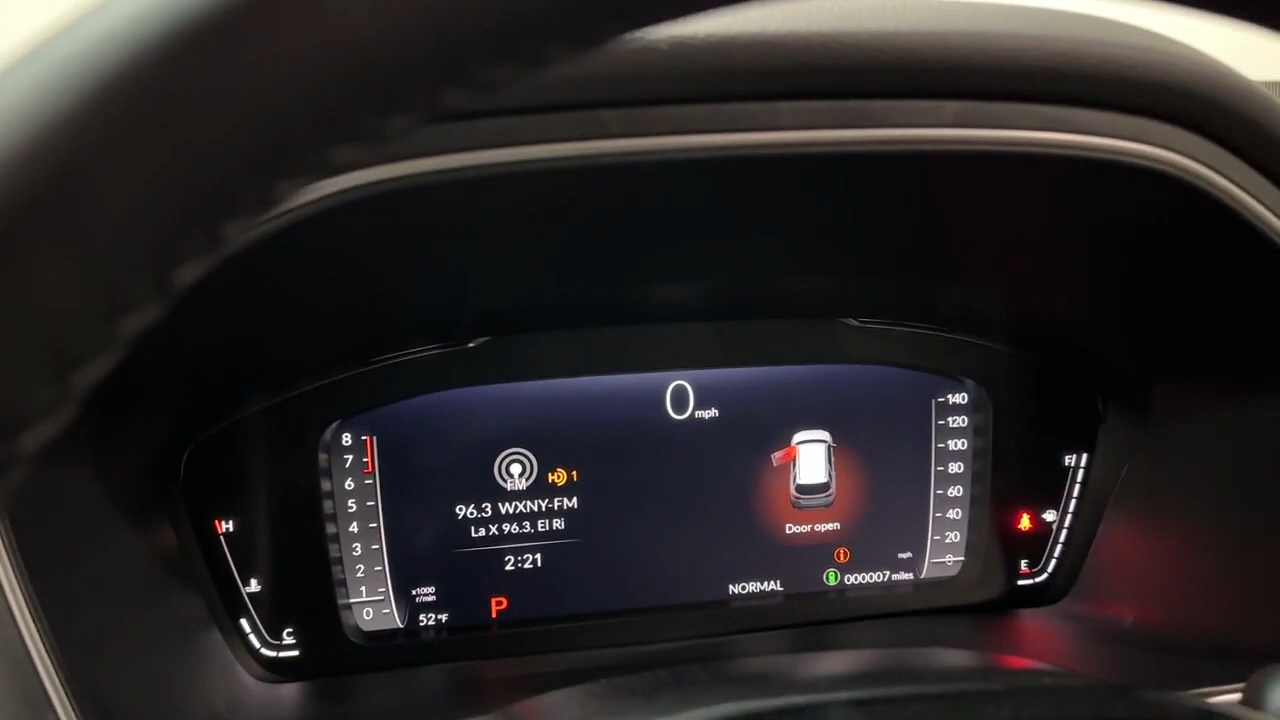 0 mph
8
7
6
5
4
3
2
1
0
x1000
r/min
52°F
FM
HD 1
96.3 WXNY-FM
La X 96.3, El Ri
2:21
P
Door open
NORMAL
000007 miles
mph
140
120
100
80
60
40
20
0
H
C
F
E